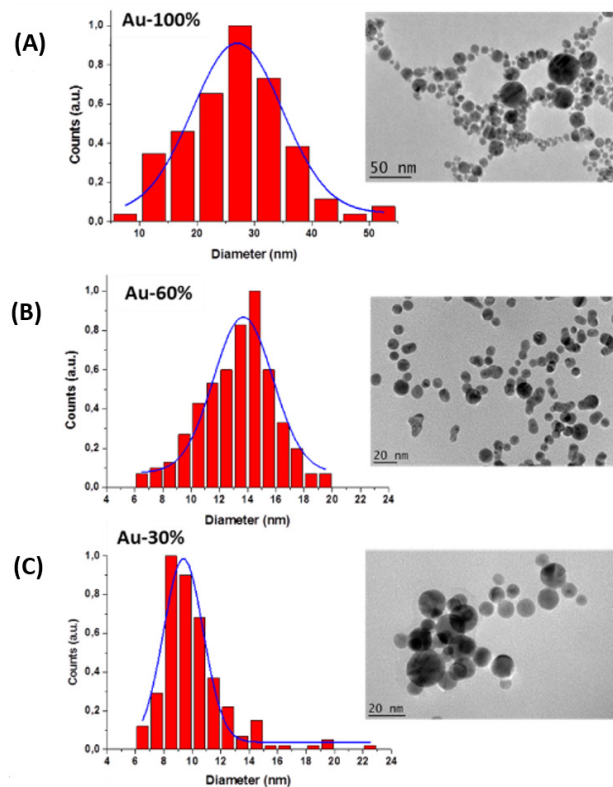 (A)
Au-100%
Counts (a.u.)
1,0
0,8
0,6
0,4
0,2
0,0
10 20 30 40 50
Diameter (nm)
50 nm
(B)
Au-60%
Counts (a.u.)
1,0
0,8
0,6
0,4
0,2
0,0
4 6 8 10 12 14 16 18 20 22 24
Diameter (nm)
20 nm
(C)
Au-30%
Counts (a.u.)
1,0
0,8
0,6
0,4
0,2
0,0
4 6 8 10 12 14 16 18 20 22 24
Diameter (nm)
20 nm